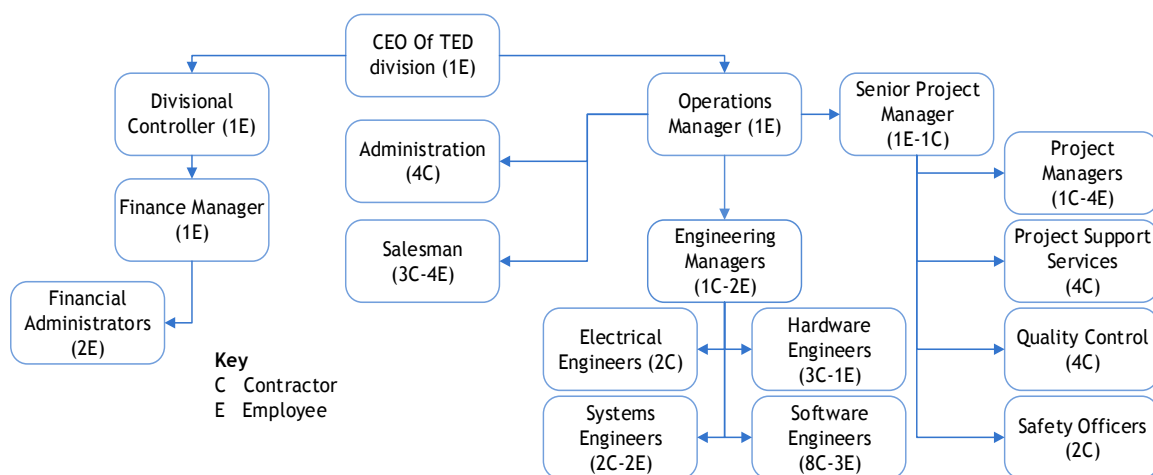 CEO Of TED
division (1E)
Divisional
Controller (1E)
Operations
Manager (1E)
Senior Project
Manager
(1E-1C)
Administration
(4C)
Project
Managers
(1C-4E)
Finance Manager
(1E)
Salesman
(3C-4E)
Engineering
Managers
(1C-2E)
Project Support
Services
(4C)
Financial
Administrators
(2E)
Electrical
Engineers (2C)
Hardware
Engineers
(3C-1E)
Quality Control
(4C)
Key
C Contractor
E Employee
Systems
Engineers
(2C-2E)
Software
Engineers
(8C-3E)
Safety Officers
(2C)